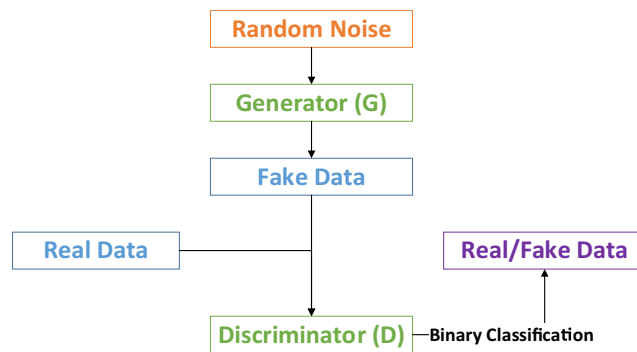 Random Noise
Generator (G)
Fake Data
Real Data
Real/Fake Data
Discriminator (D)
Binary Classification